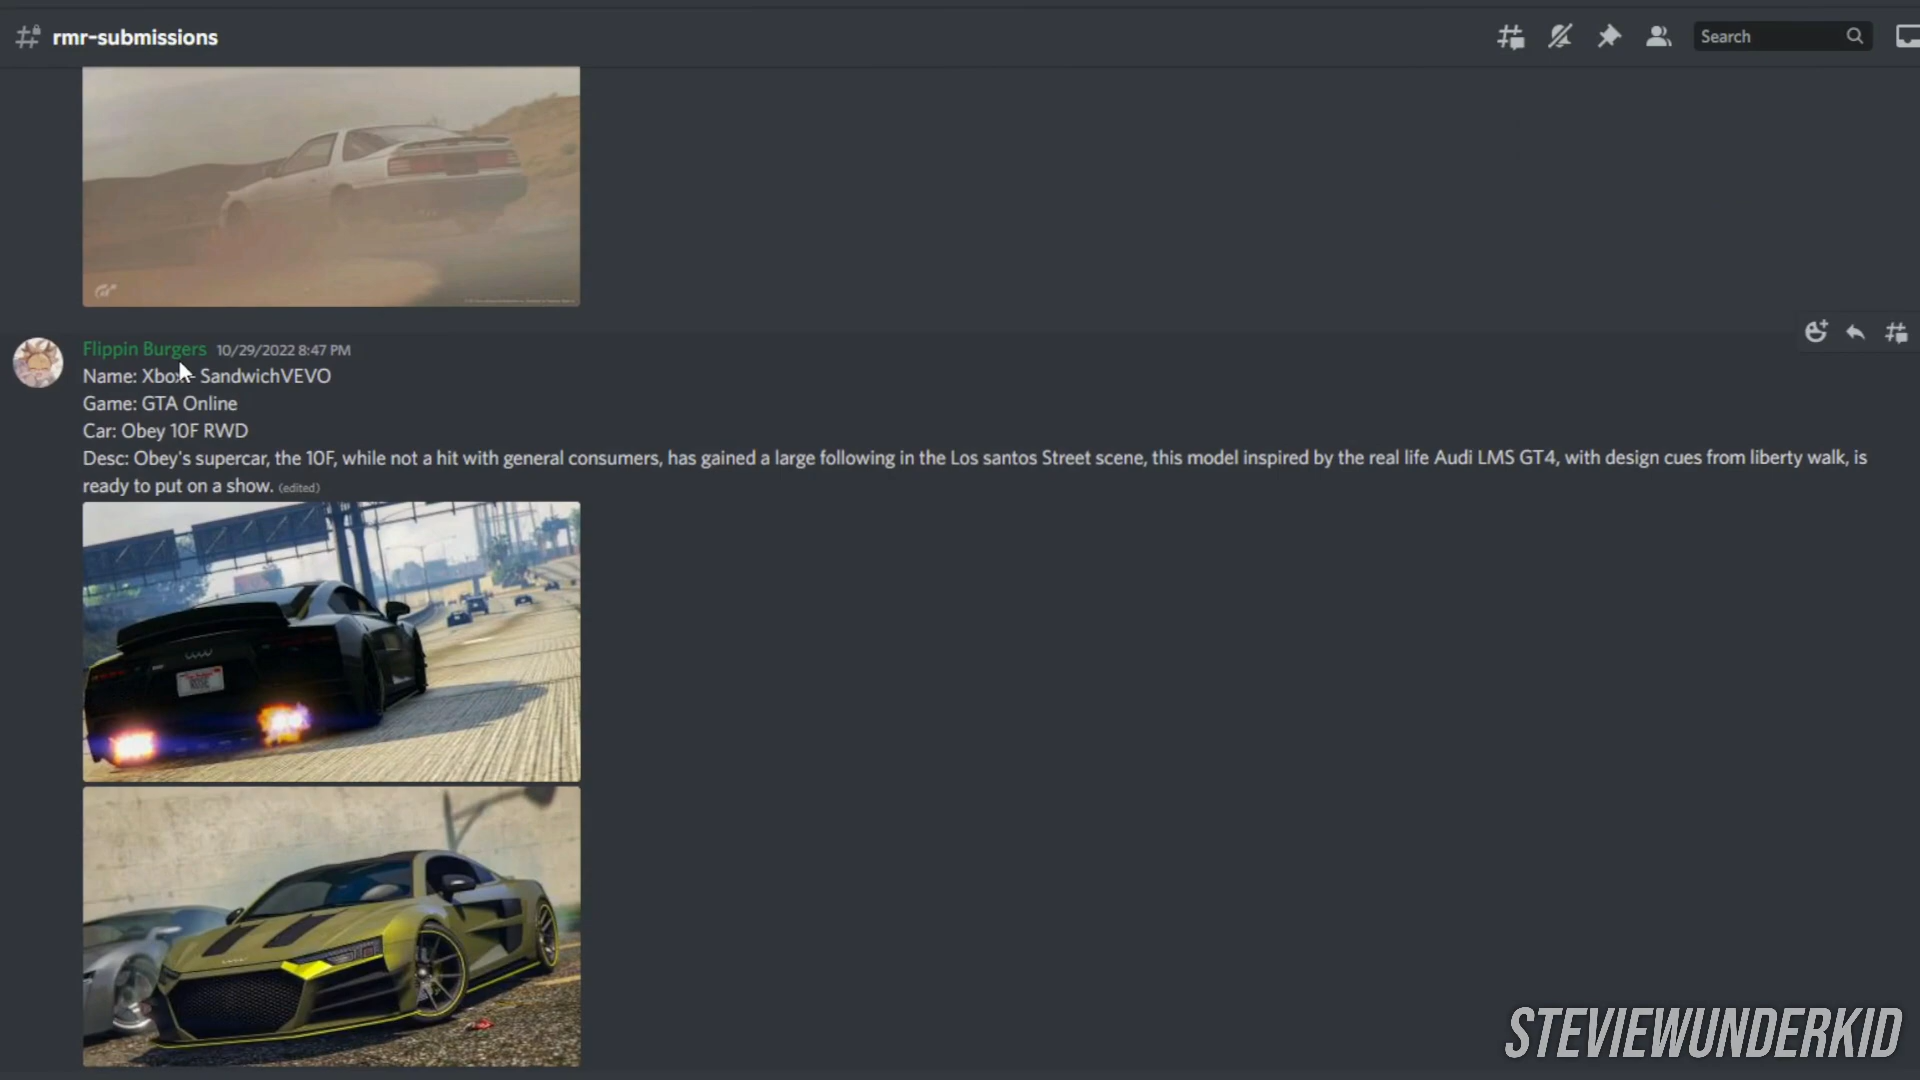 rmr-submissions
Search
Flippin Burgers 10/29/2022 8:47 PM
Name: Xbox- SandwichVEVO
Game: GTA Online
Car: Obey 10F RWD
Desc: Obey's supercar, the 10F, while not a hit with general consumers, has gained a large following in the Los santos Street scene, this model inspired by the real life Audi LMS GT4, with design cues from liberty walk, is
ready to put on a show. (edited)
STEVIEWUNDERKID